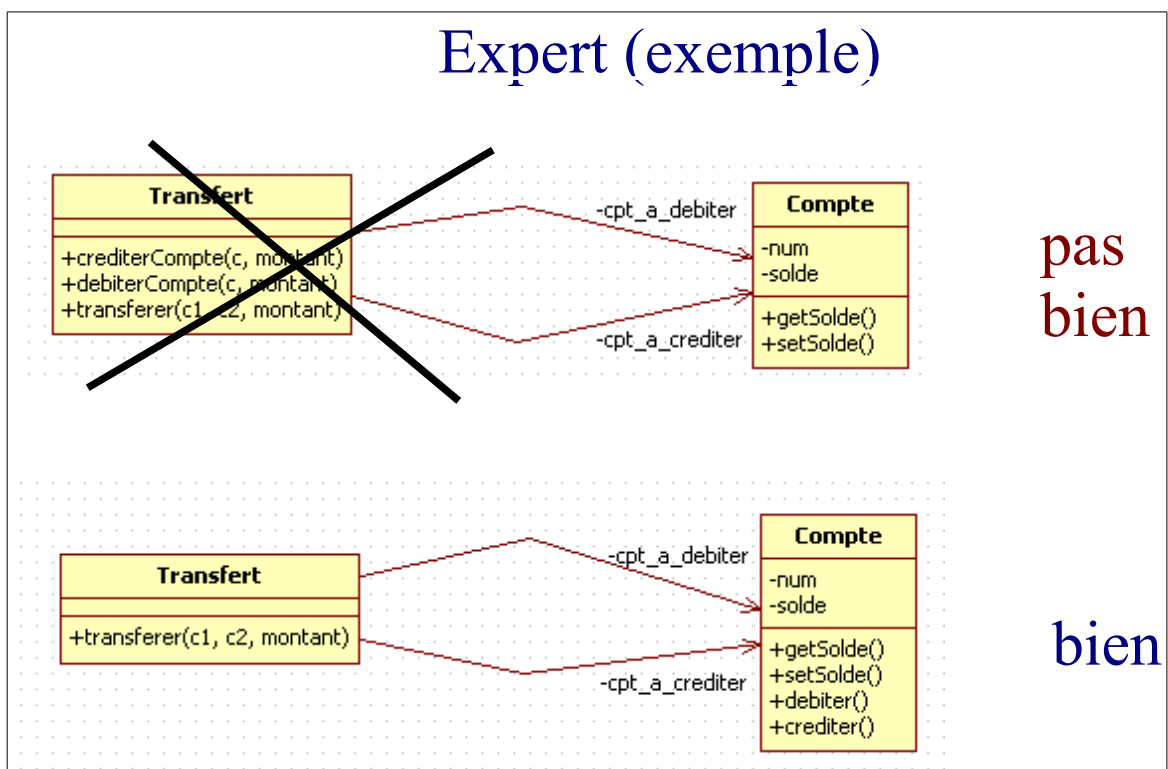 Expert (exemple)
Transfert
+crediterCompte(c, montant)
+debiterCompte(c, montant)
+transferer(c1, c2, montant)
-cpt_a_debiter
-cpt_a_crediter
Compte
-num
-solde
+getSolde()
+setSolde()
pas
bien
Transfert
+transferer(c1, c2, montant)
-cpt_a_debiter
-cpt_a_crediter
Compte
-num
-solde
+getSolde()
+setSolde()
+debiter()
+crediter()
bien